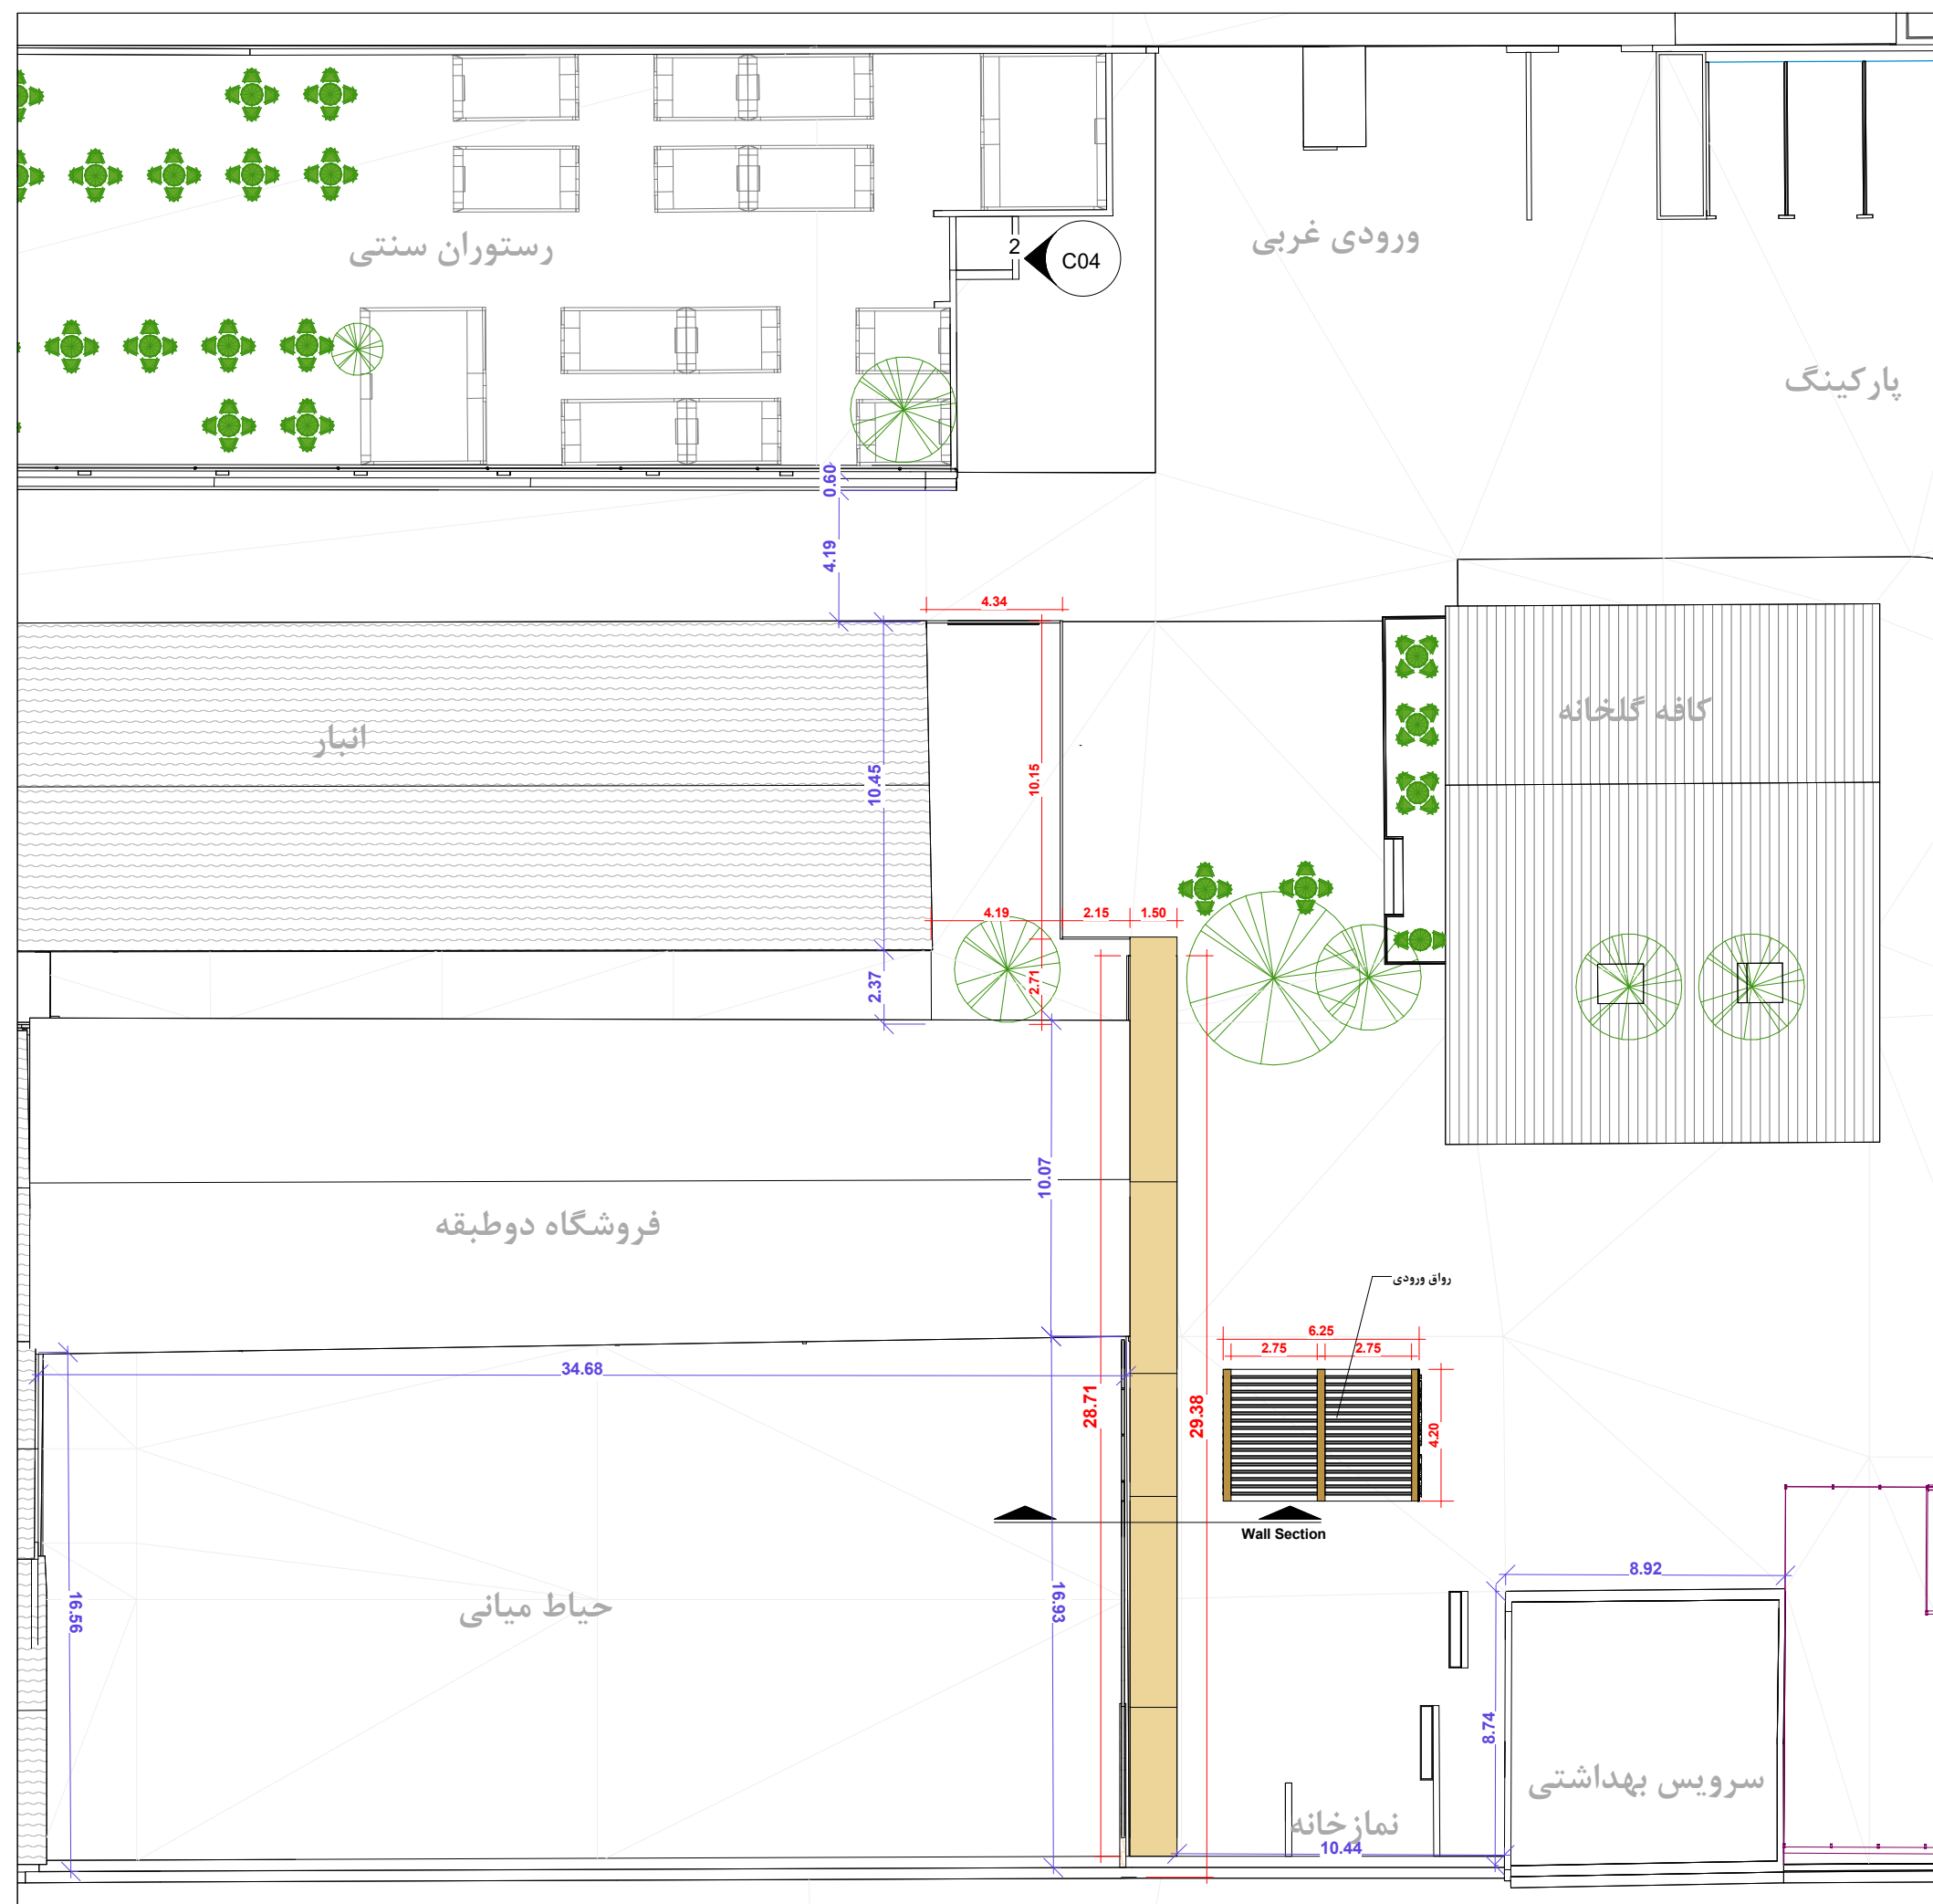 رستوران سنتی
2
C04
ورودی غربی
پارکینگ
0.60
4.19
4.34
انبار
10.45
10.15
کافه گلخانه
4.19
2.15
1.50
2.37
2.71
10.07
فروشگاه دوطبقه
رواق ورودی
6.25
2.75
2.75
34.68
28.71
29.38
4.20
Wall Section
8.92
16.56
حیاط میانی
16.93
8.74
سرویس بهداشتی
نمازخانه
10.44